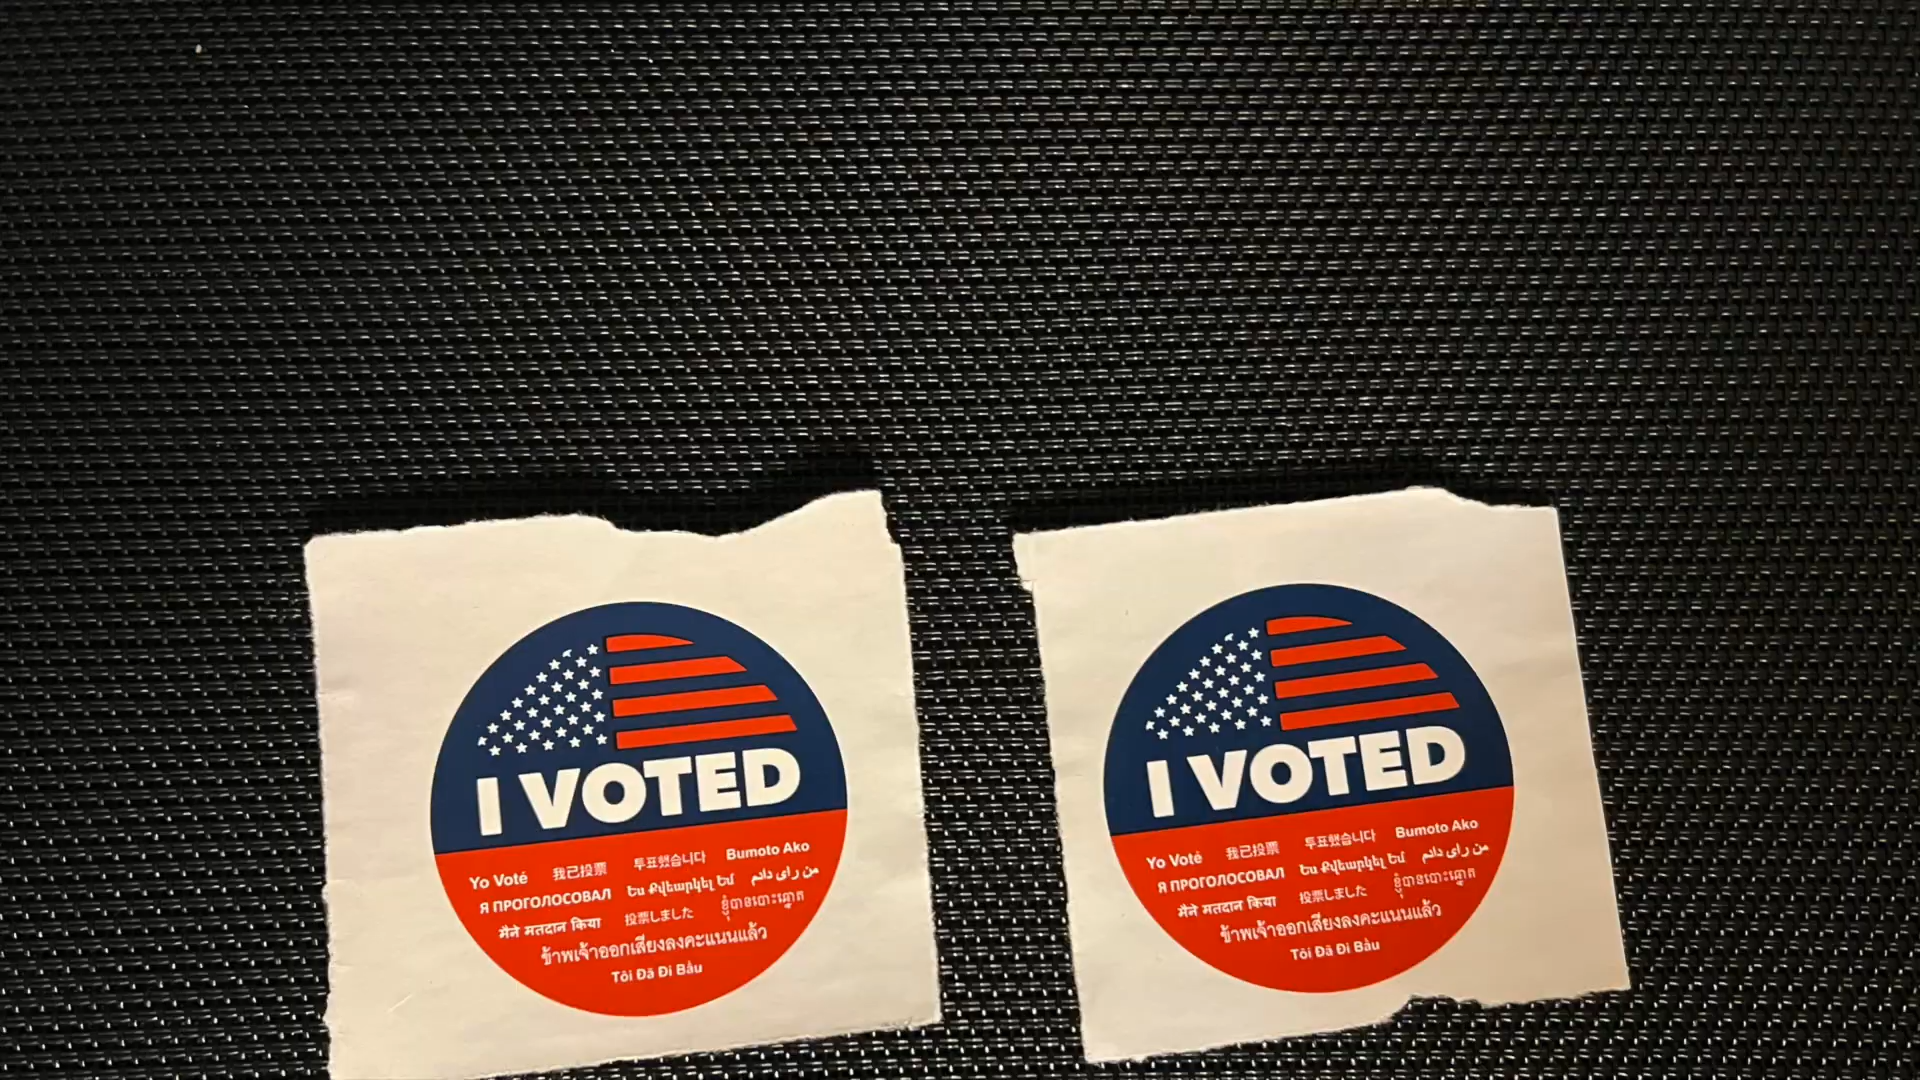 I VOTED
Yo Voté 我已投票 투표했습니다 Bumoto Ako
Я ПРОГОЛОСОВАЛ Ես Քվեարկել Եմ من رای دادم
मैने मतदान किया 投票しました ខ្ញុំបានបោះឆ្នោត
ข้าพเจ้าออกเสียงลงคะแนนแล้ว
Tôi Đã Đi Bầu
I VOTED
Yo Voté 我已投票 투표했습니다 Bumoto Ako
Я ПРОГОЛОСОВАЛ Ես Քվեարկել Եմ من رای دادم
मैने मतदान किया 投票しました ខ្ញុំបានបោះឆ្នោត
ข้าพเจ้าออกเสียงลงคะแนนแล้ว
Tôi Đã Đi Bầu